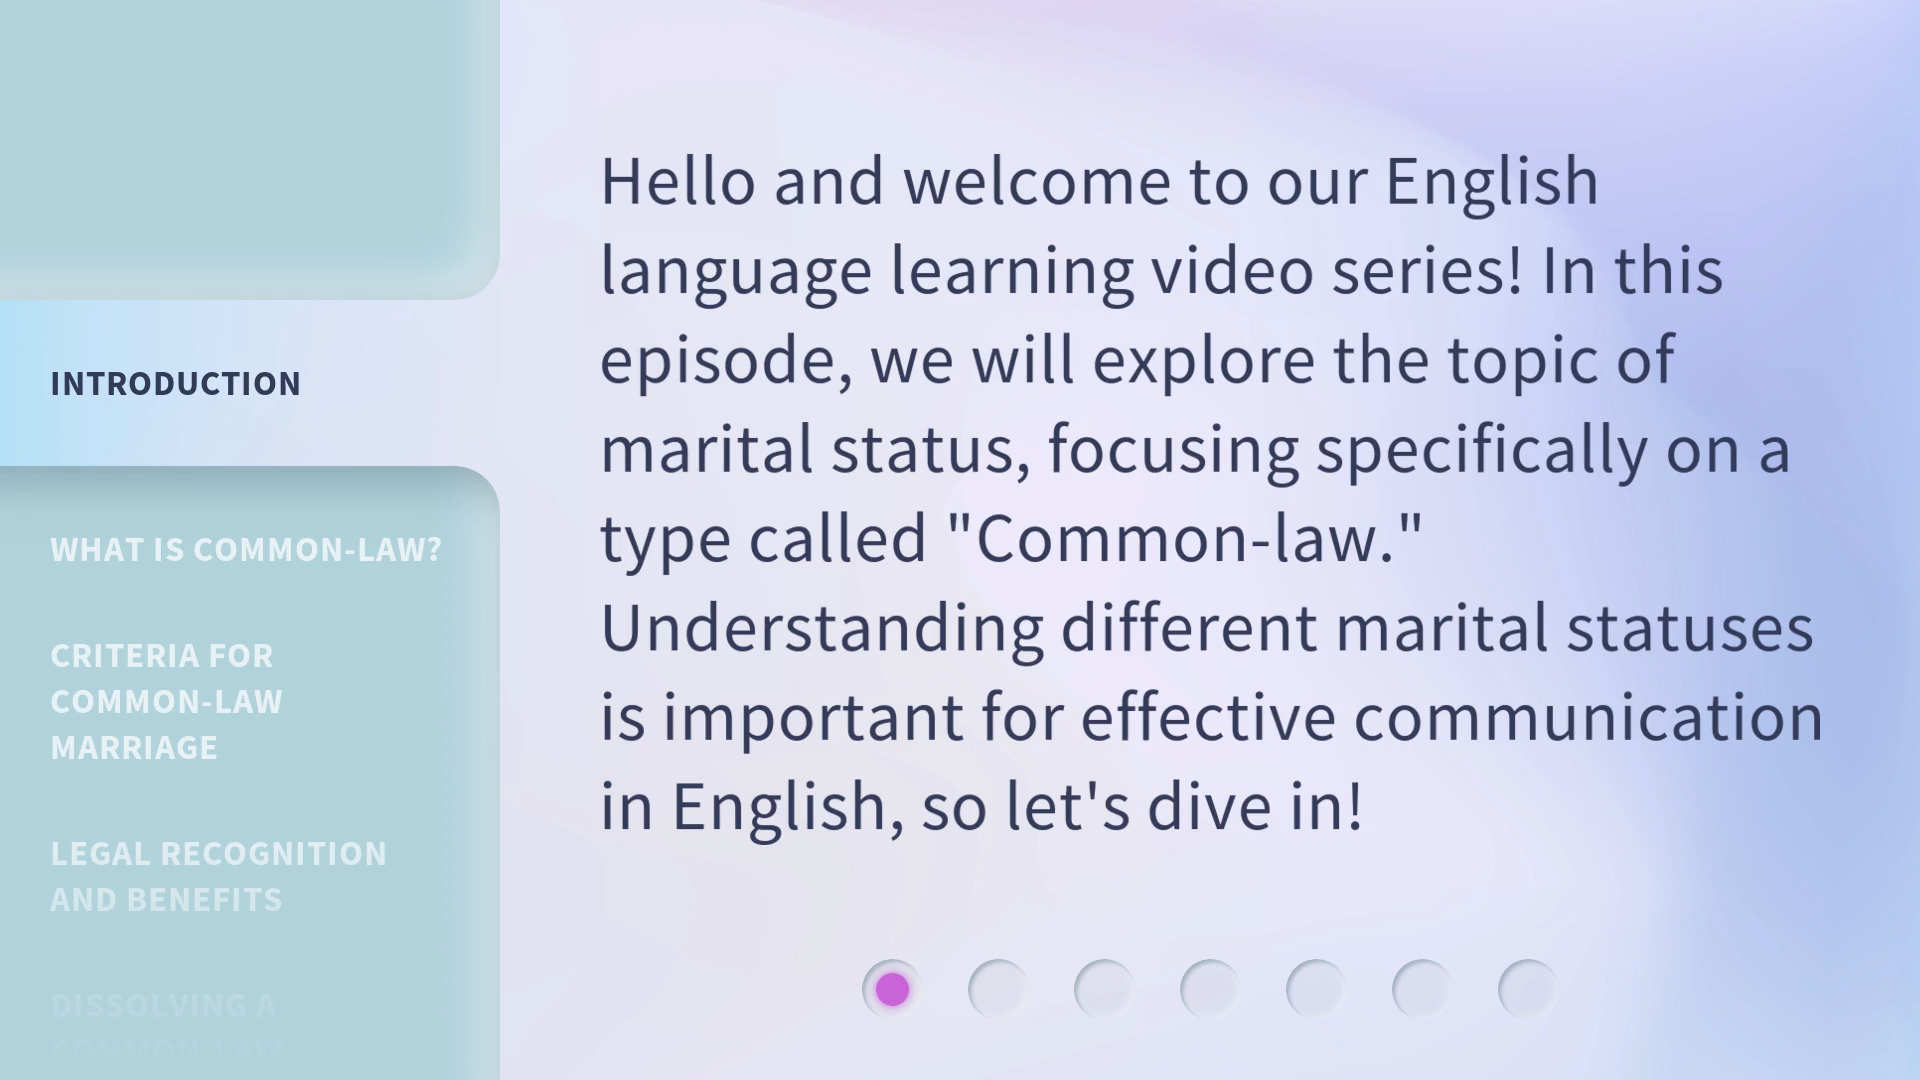 INTRODUCTION
WHAT IS COMMON-LAW?
CRITERIA FOR
COMMON-LAW
MARRIAGE
LEGAL RECOGNITION
AND BENEFITS
DISSOLVING A
COMMON-LAW
Hello and welcome to our English
language learning video series! In this
episode, we will explore the topic of
marital status, focusing specifically on a
type called "Common-law."
Understanding different marital statuses
is important for effective communication
in English, so let's dive in!